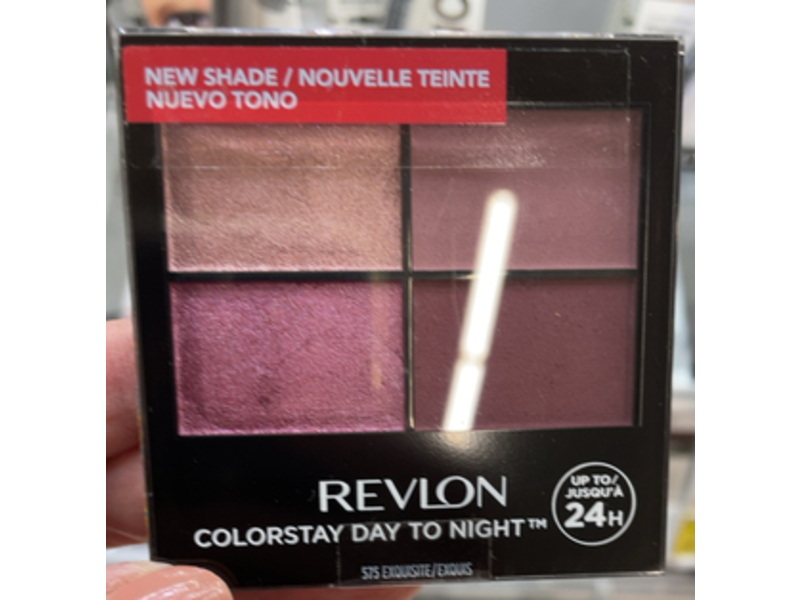 NEW SHADE / NOUVELLE TEINTE
NUEVO TONO
REVLON
COLORSTAY DAY TO NIGHT™
UP TO/
JUSQU'À
24H
575 EXQUISITE/EXQUIS